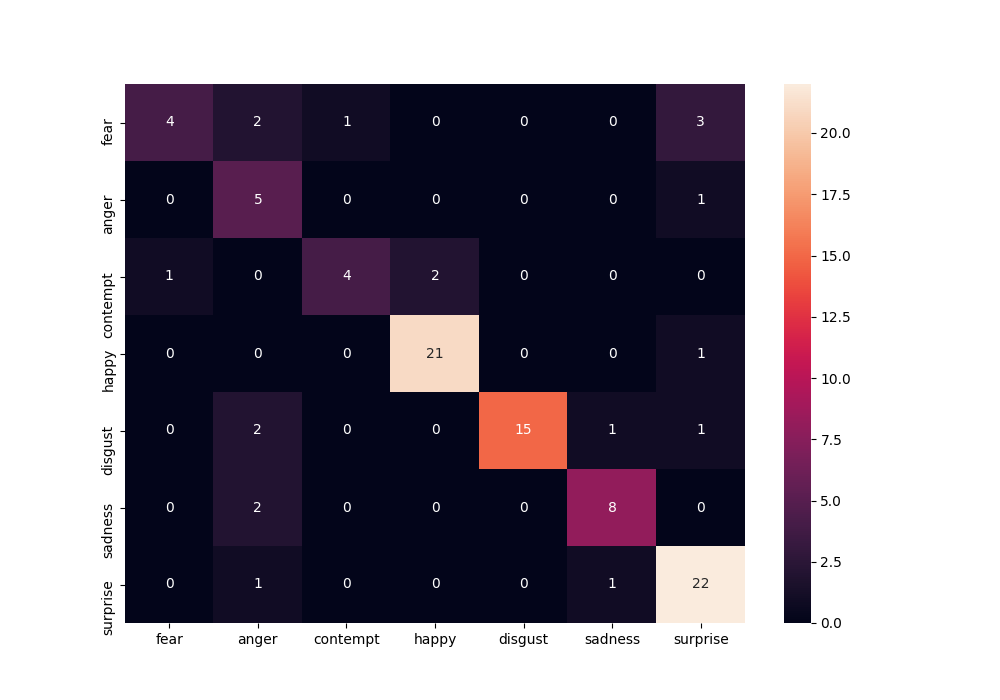 fear 4 2 1 0 0 0 3
anger 0 5 0 0 0 0 1
contempt 1 0 4 2 0 0 0
happy 0 0 0 21 0 0 1
disgust 0 2 0 0 15 1 1
sadness 0 2 0 0 0 8 0
surprise 0 1 0 0 0 1 22
fear anger contempt happy disgust sadness surprise
20.0
17.5
15.0
12.5
10.0
7.5
5.0
2.5
0.0